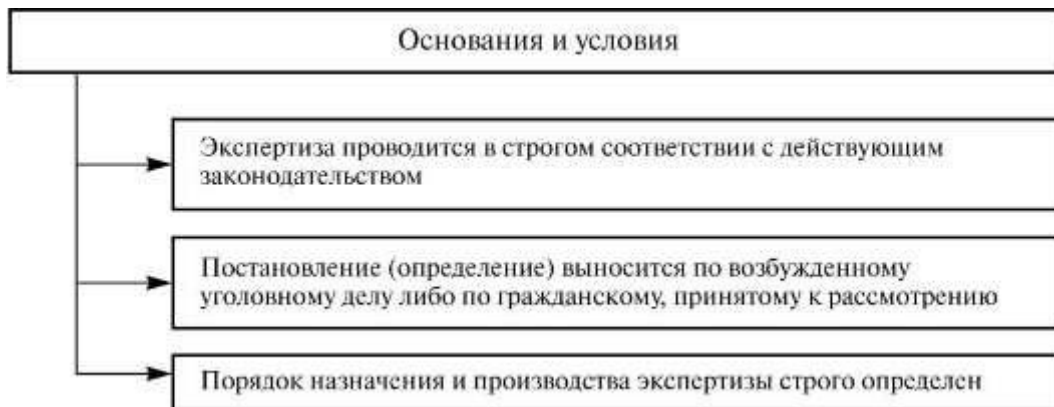 Основания и условия
Экспертиза проводится в строгом соответствии с действующим
законодательством
Постановление (определение) выносится по возбужденному
уголовному делу либо по гражданскому, принятому к рассмотрению
Порядок назначения и производства экспертизы строго определен